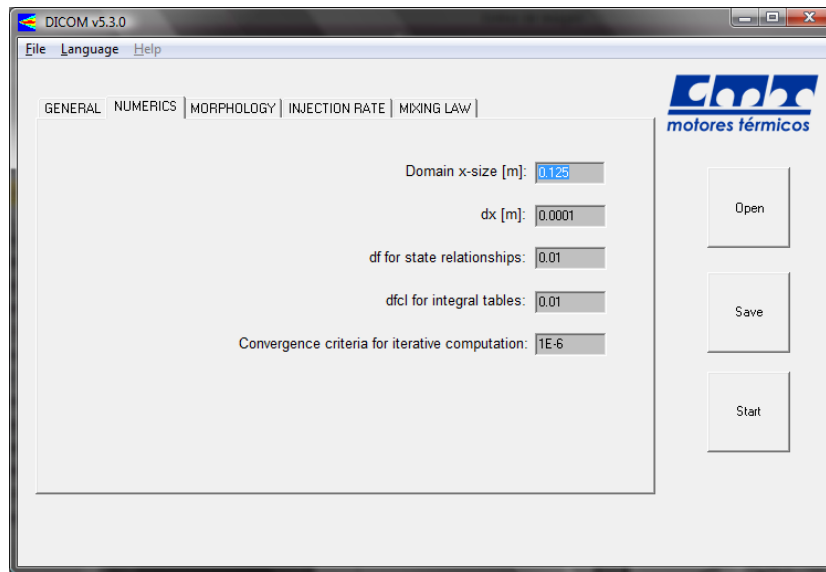 DICOM v5.3.0
File Language Help
GENERAL NUMERICS MORPHOLOGY INJECTION RATE MIXING LAW
motores térmicos
Domain x-size [m]: 0.125
dx [m]: 0.0001
df for state relationships: 0.01
dfcl for integral tables: 0.01
Convergence criteria for iterative computation: 1E-6
Open
Save
Start